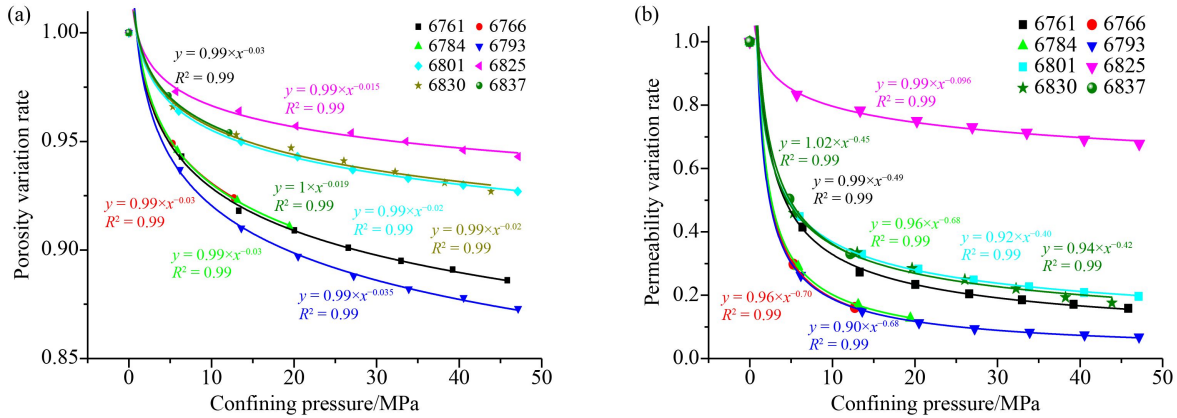 (a)
1.00
0.95
0.90
0.85
Porosity variation rate
0 10 20 30 40 50
Confining pressure/MPa
6761 6766
6784 6793
6801 6825
6830 6837
y = 0.99×x^−0.03
R² = 0.99
y = 0.99×x^−0.015
R² = 0.99
y = 0.99×x^−0.03
R² = 0.99
y = 1×x^−0.019
R² = 0.99
y = 0.99×x^−0.02
R² = 0.99
y = 0.99×x^−0.02
R² = 0.99
y = 0.99×x^−0.03
R² = 0.99
y = 0.99×x^−0.035
R² = 0.99
(b)
1.0
0.8
0.6
0.4
0.2
0.0
Permeability variation rate
0 10 20 30 40 50
Confining pressure/MPa
6761 6766
6784 6793
6801 6825
6830 6837
y = 0.99×x^−0.096
R² = 0.99
y = 1.02×x^−0.45
R² = 0.99
y = 0.99×x^−0.49
R² = 0.99
y = 0.96×x^−0.68
R² = 0.99
y = 0.92×x^−0.40
R² = 0.99
y = 0.94×x^−0.42
R² = 0.99
y = 0.96×x^−0.70
R² = 0.99
y = 0.90×x^−0.68
R² = 0.99